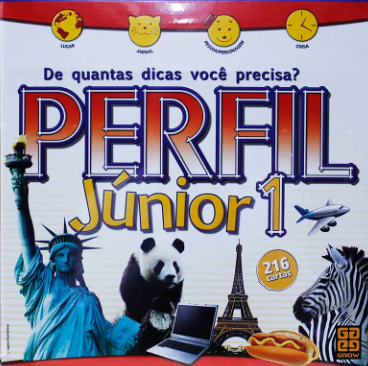 LUGAR ANIMAL PESSOA/PERSONAGEM COISA
De quantas dicas você precisa?
PERFIL
Júnior 1
216
cartas
GROW